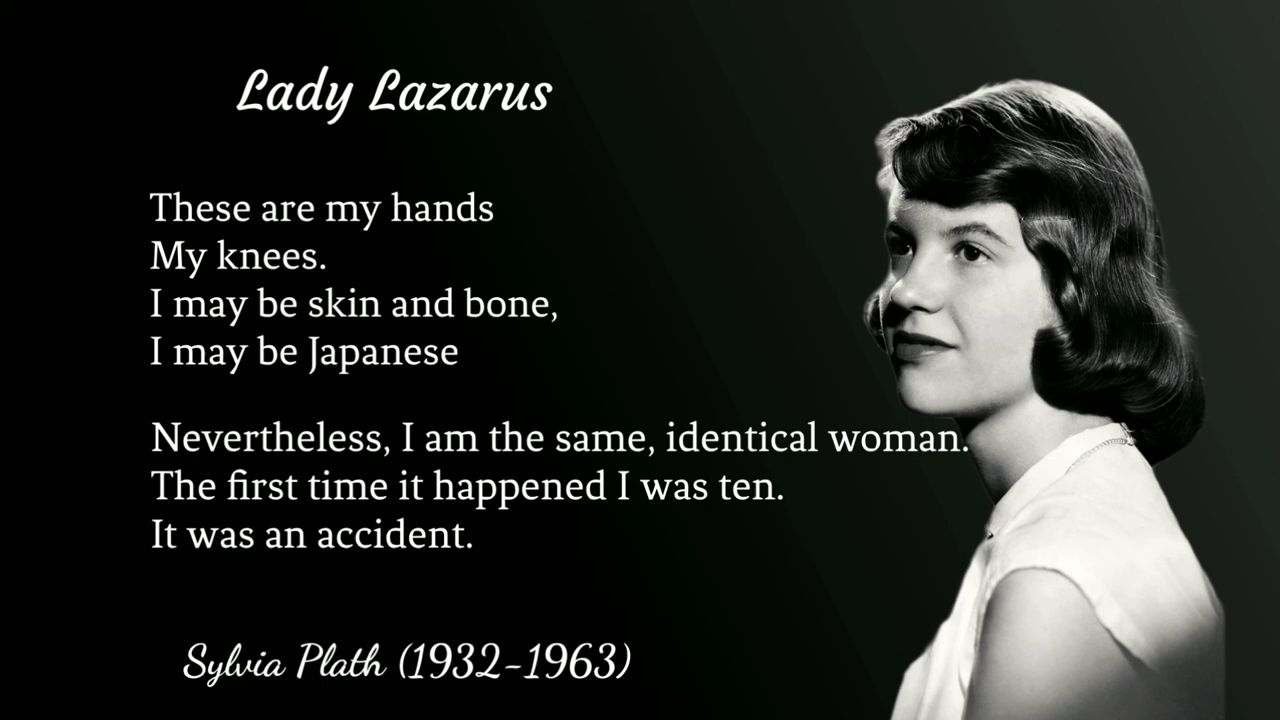 Lady Lazarus
These are my hands
My knees.
I may be skin and bone,
I may be Japanese
Nevertheless, I am the same, identical woman.
The first time it happened I was ten.
It was an accident.
Sylvia Plath (1932-1963)